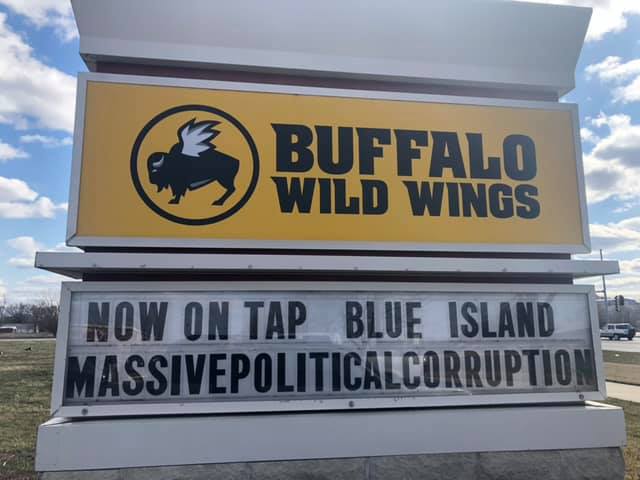 BUFFALO
WILD WINGS
NOW ON TAP BLUE ISLAND
MASSIVEPOLITICALCORRUPTION